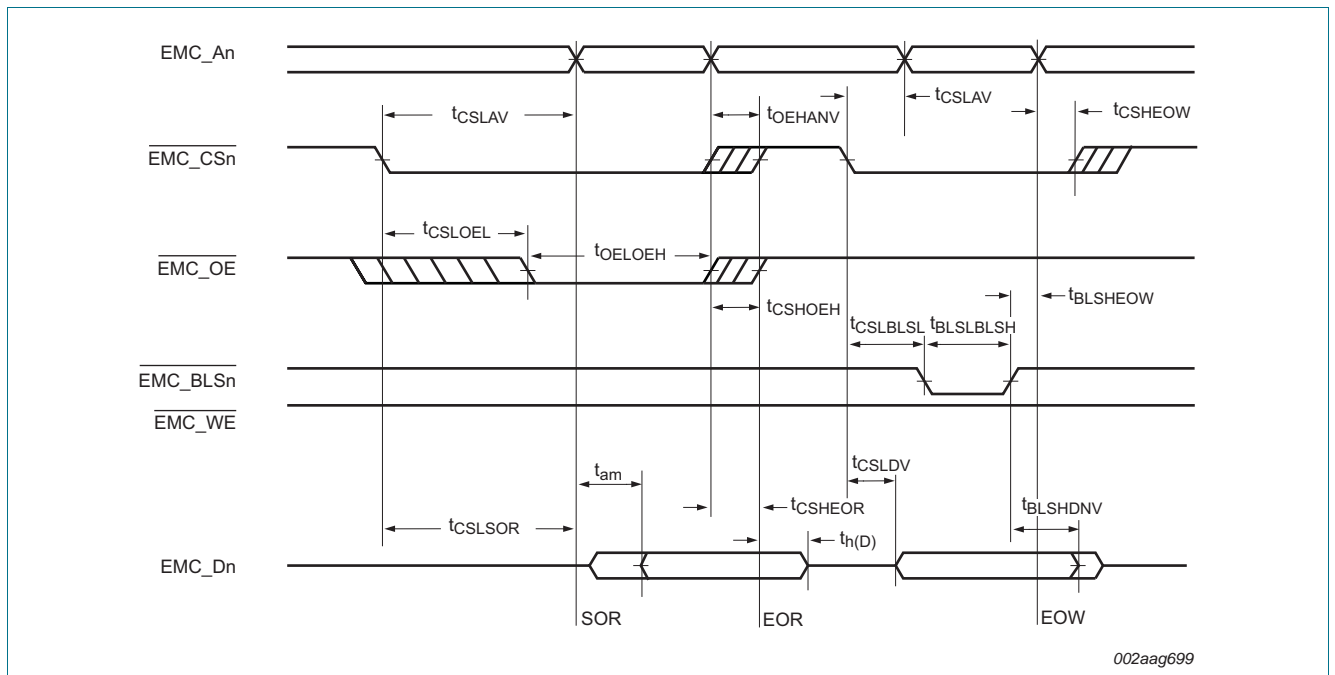 EMC_An
tCSLAV
tOEHANV
tCSLAV
tCSHEOW
EMC_CSn
tCSLOEL
tOELOEH
EMC_OE
tCSHOEH
tBLSHEOW
tCSLBLSL
tBLSLBLSH
EMC_BLSn
EMC_WE
tam
tCSLDV
tCSLSOR
tCSHEOR
tBLSHDNV
th(D)
EMC_Dn
SOR
EOR
EOW
002aag699